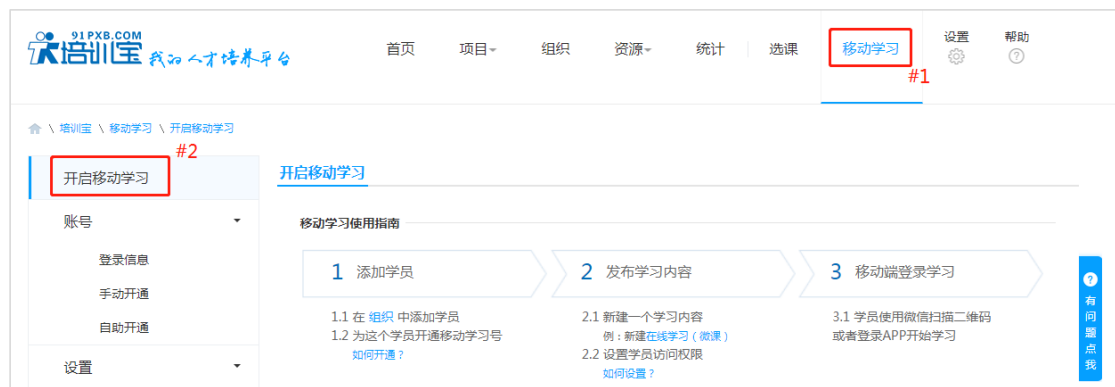 91PXB.COM
培训宝 我的人才培养平台
首页 项目 组织 资源 统计 选课 移动学习 设置 帮助
#1
培训宝 \ 移动学习 \ 开启移动学习
#2
开启移动学习
账号
登录信息
手动开通
自助开通
设置
开启移动学习
移动学习使用指南
1 添加学员
1.1 在 组织 中添加学员
1.2 为这个学员开通移动学习号
如何开通？
2 发布学习内容
2.1 新建一个学习内容
例：新建在线学习（微课）
2.2 设置学员访问权限
如何设置？
3 移动端登录学习
3.1 学员使用微信扫描二维码
或者登录APP开始学习
?
有问题点我